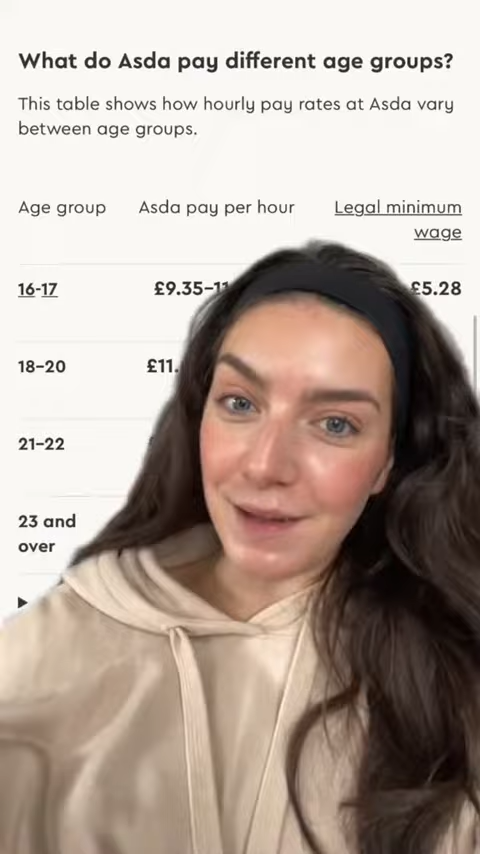 What do Asda pay different age groups?
This table shows how hourly pay rates at Asda vary
between age groups.
Age group Asda pay per hour Legal minimum
wage
16-17 £9.35–11 £5.28
18–20 £11.
21–22
23 and
over